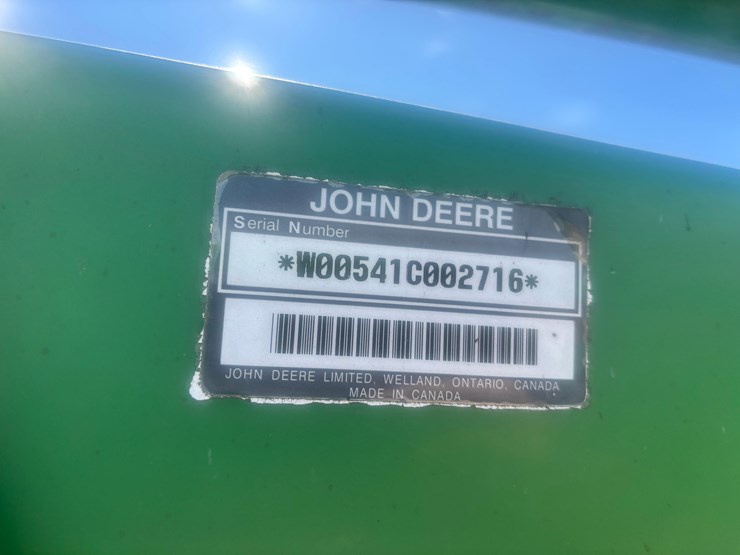 JOHN DEERE
Serial Number
*W00541C002716*
JOHN DEERE LIMITED, WELLAND, ONTARIO, CANADA
MADE IN CANADA